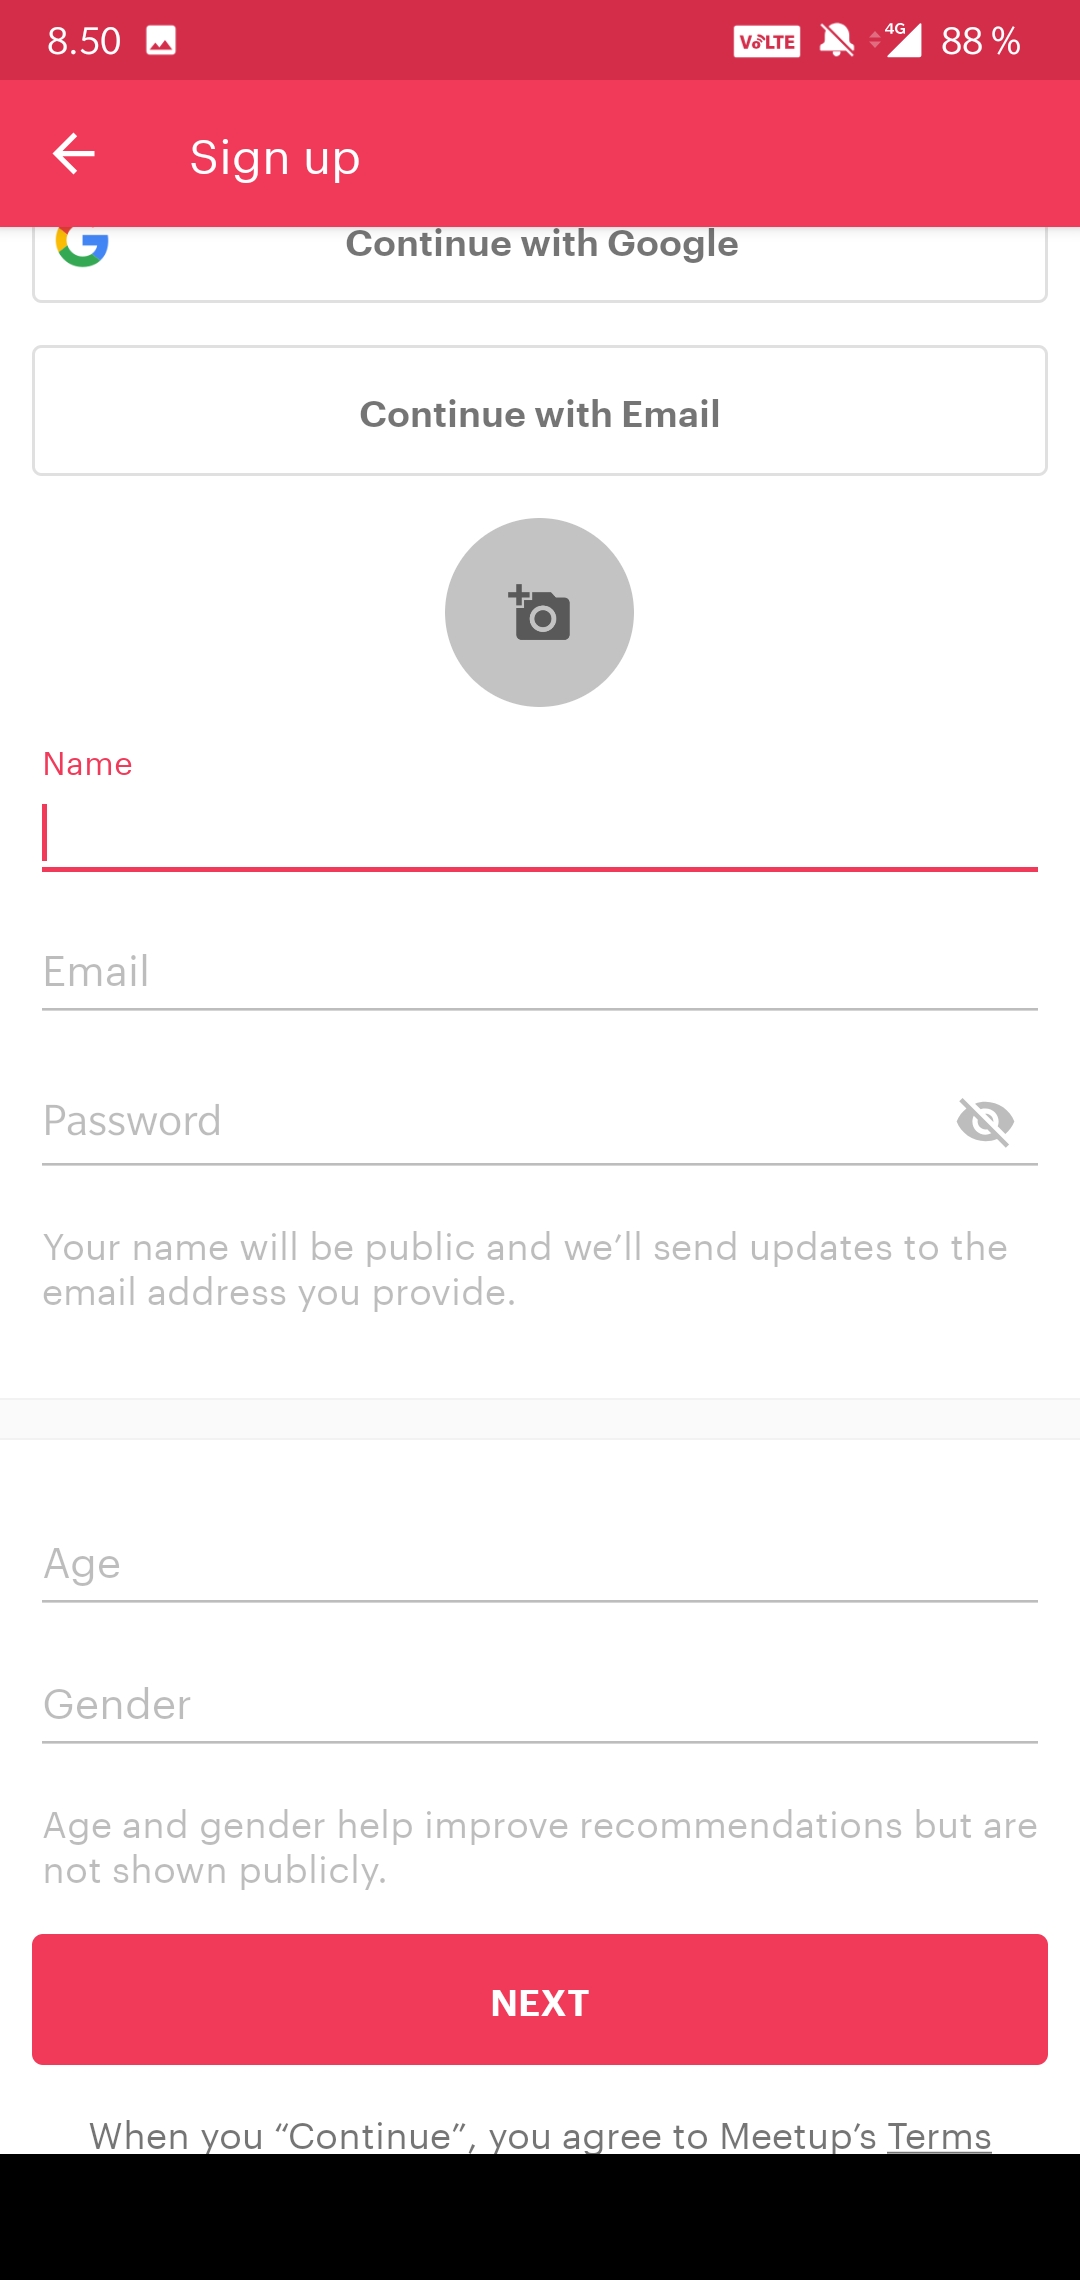 8.50 VoLTE 4G 88 %
Sign up
Continue with Google
Continue with Email
Name
Email
Password
Your name will be public and we’ll send updates to the
email address you provide.
Age
Gender
Age and gender help improve recommendations but are
not shown publicly.
NEXT
When you “Continue”, you agree to Meetup’s Terms